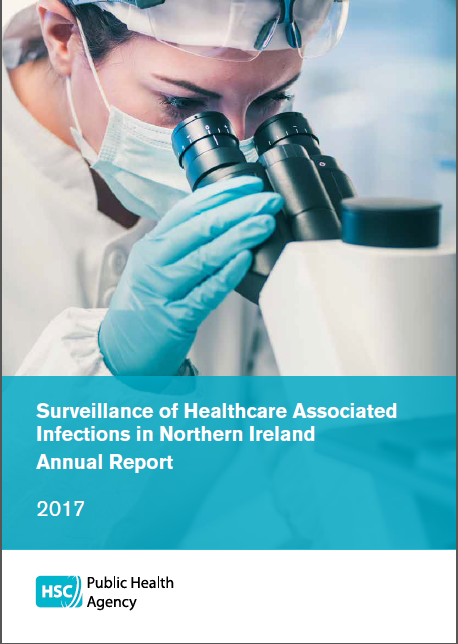 Surveillance of Healthcare Associated
Infections in Northern Ireland
Annual Report
2017
HSC Public Health
Agency